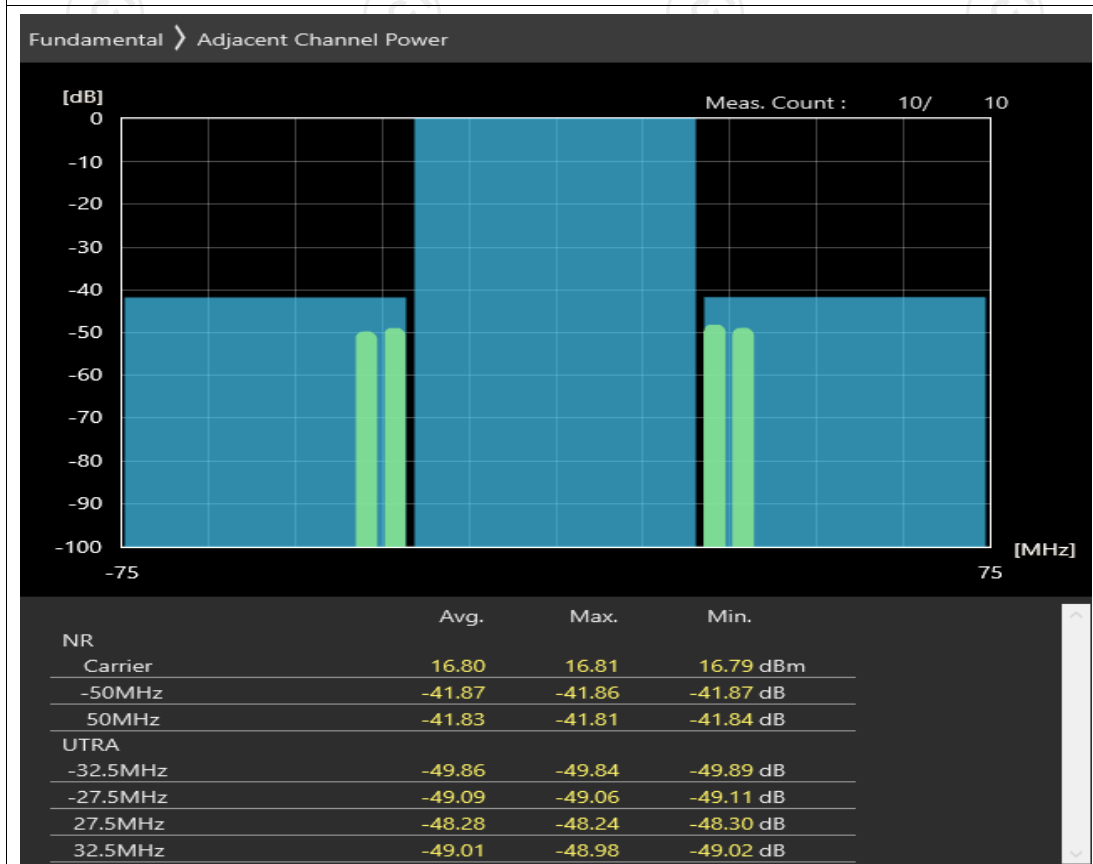 Fundamental 》 Adjacent Channel Power
[dB]
Meas. Count : 10/ 10
0
-10
-20
-30
-40
-50
-60
-70
-80
-90
-100
[MHz]
-75 75
Avg. Max. Min.
NR
Carrier 16.80 16.81 16.79 dBm
-50MHz -41.87 -41.86 -41.87 dB
50MHz -41.83 -41.81 -41.84 dB
UTRA
-32.5MHz -49.86 -49.84 -49.89 dB
-27.5MHz -49.09 -49.06 -49.11 dB
27.5MHz -48.28 -48.24 -48.30 dB
32.5MHz -49.01 -48.98 -49.02 dB